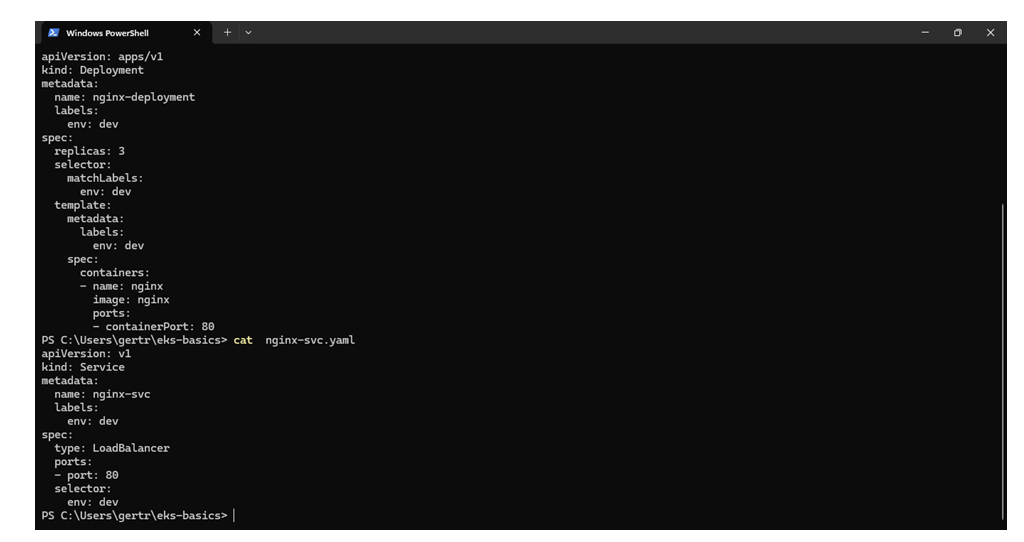 Windows PowerShell
apiVersion: apps/v1
kind: Deployment
metadata:
  name: nginx-deployment
  labels:
    env: dev
spec:
  replicas: 3
  selector:
    matchLabels:
      env: dev
  template:
    metadata:
      labels:
        env: dev
    spec:
      containers:
      - name: nginx
        image: nginx
        ports:
        - containerPort: 80
PS C:\Users\gertr\eks-basics> cat  nginx-svc.yaml
apiVersion: v1
kind: Service
metadata:
  name: nginx-svc
  labels:
    env: dev
spec:
  type: LoadBalancer
  ports:
  - port: 80
  selector:
    env: dev
PS C:\Users\gertr\eks-basics>